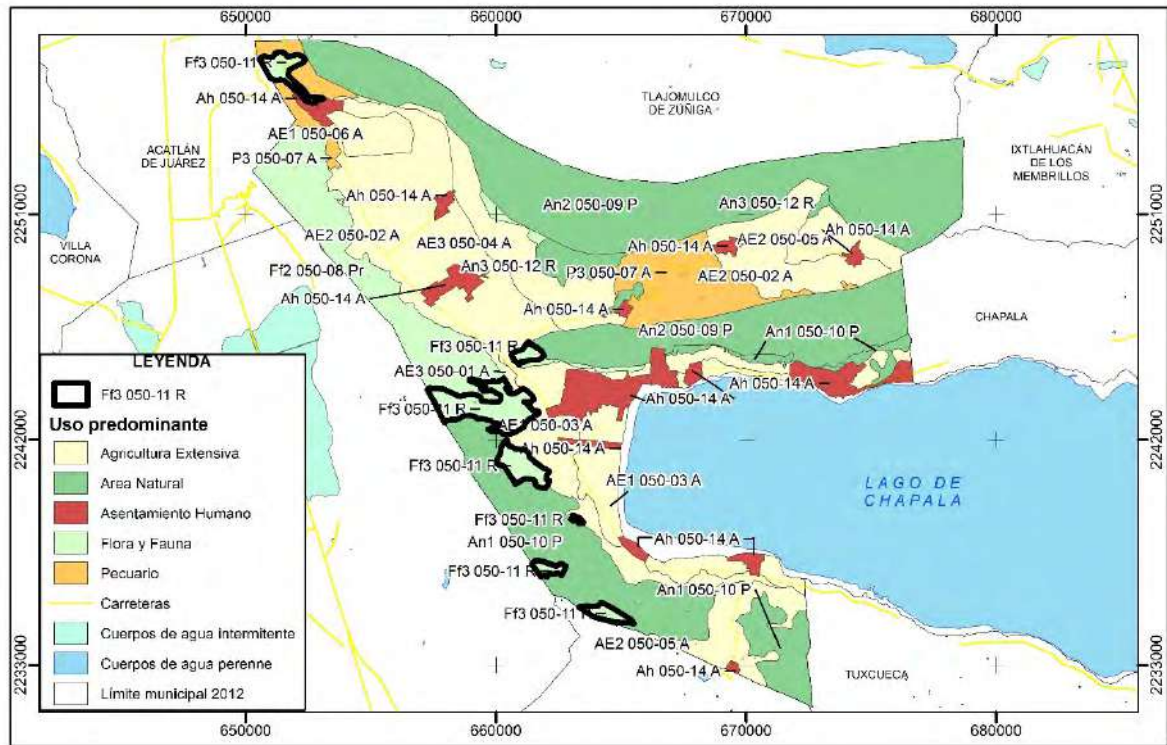 650000 660000 670000 680000
Ff3 050-11 R
TLAJOMULCO
DE ZÚÑIGA
Ah 050-14 A
AE1 050-06 A
ACATLÁN
DE JUÁREZ
IXTLAHUACÁN
DE LOS
MEMBRILLOS
P3 050-07 A
Ah 050-14 A
An2 050-09 P
An3 050-12 R
2251000
2251000
Ah 050-14 A
VILLA
CORONA
AE2 050-02 A
AE3 050-04 A
Ah 050-14 A
AE2 050-05 A
An3 050-12 R
P3 050-07 A
AE2 050-02 A
Ff2 050-08 Pr
Ah 050-14 A
Ah 050-14 A
CHAPALA
An2 050-09 P
An1 050-10 P
Ff3 050-11 R
AE3 050-01 A
Ah 050-14 A
Ah 050-14 A
Ff3 050-11 R
AE1 050-03 A
2242000
2242000
Ah 050-14 A
Ff3 050-11 R
AE1 050-03 A
LAGO DE
CHAPALA
Ff3 050-11 R
An1 050-10 P
Ah 050-14 A
Ff3 050-11 R
An1 050-10 P
Ff3 050-11
AE2 050-05 A
Ah 050-14 A
TUXCUECA
2233000
2233000
LEYENDA
Ff3 050-11 R
Uso predominante
Agricultura Extensiva
Area Natural
Asentamiento Humano
Flora y Fauna
Pecuario
Carreteras
Cuerpos de agua intermitente
Cuerpos de agua perenne
Límite municipal 2012
650000 660000 670000 680000